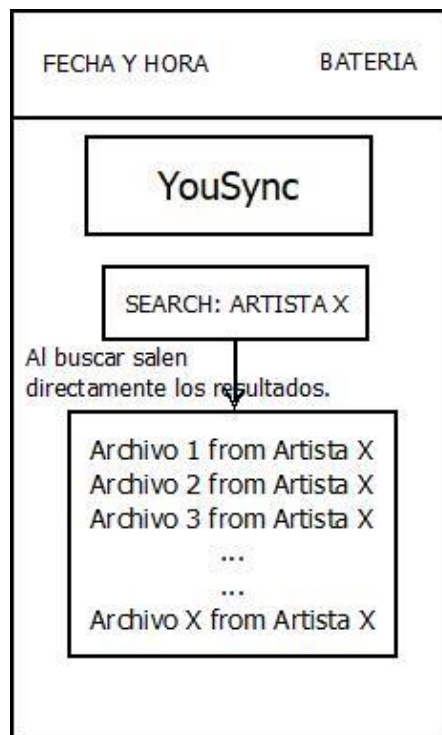 FECHA Y HORA BATERIA
YouSync
SEARCH: ARTISTA X
Al buscar salen
directamente los resultados.
Archivo 1 from Artista X
Archivo 2 from Artista X
Archivo 3 from Artista X
...
...
Archivo X from Artista X